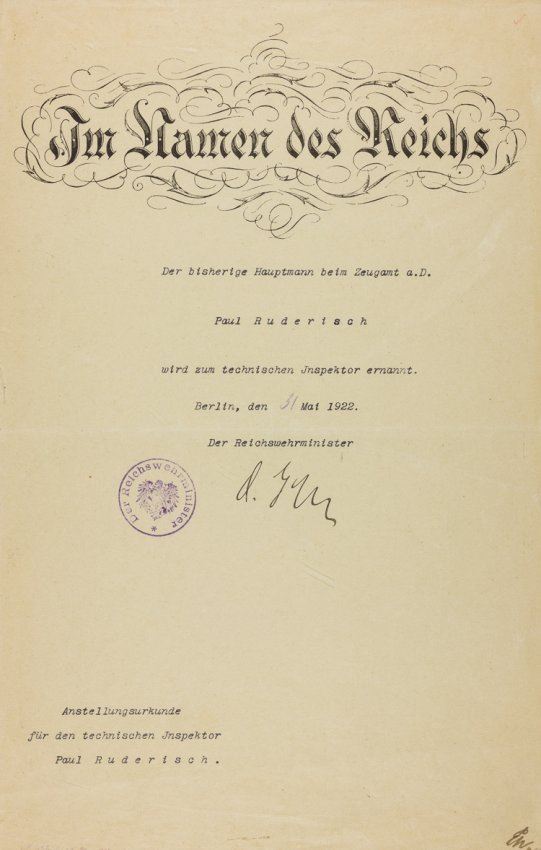 Im Namen des Reichs
Der bisherige Hauptmann beim Zeugamt a.D.
Paul Ruderisch
wird zum technischen Jnspektor ernannt.
Berlin, den 31 Mai 1922.
Der Reichswehrminister
Der Reichswehrminister *
Anstellungsurkunde
für den technischen Jnspektor
Paul Ruderisch.